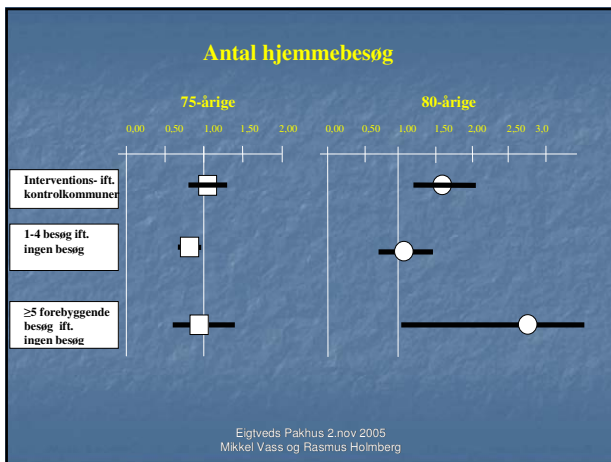 Antal hjemmebesøg
75-årige
80-årige
0,00 0,50 1,00 1,50 2,00
0,00 0,50 1,00 1,50 2,00 2,50 3,0
Interventions- ift.
kontrolkommuner
1-4 besøg ift.
ingen besøg
≥5 forebyggende
besøg ift.
ingen besøg
Eigtveds Pakhus 2.nov 2005
Mikkel Vass og Rasmus Holmberg